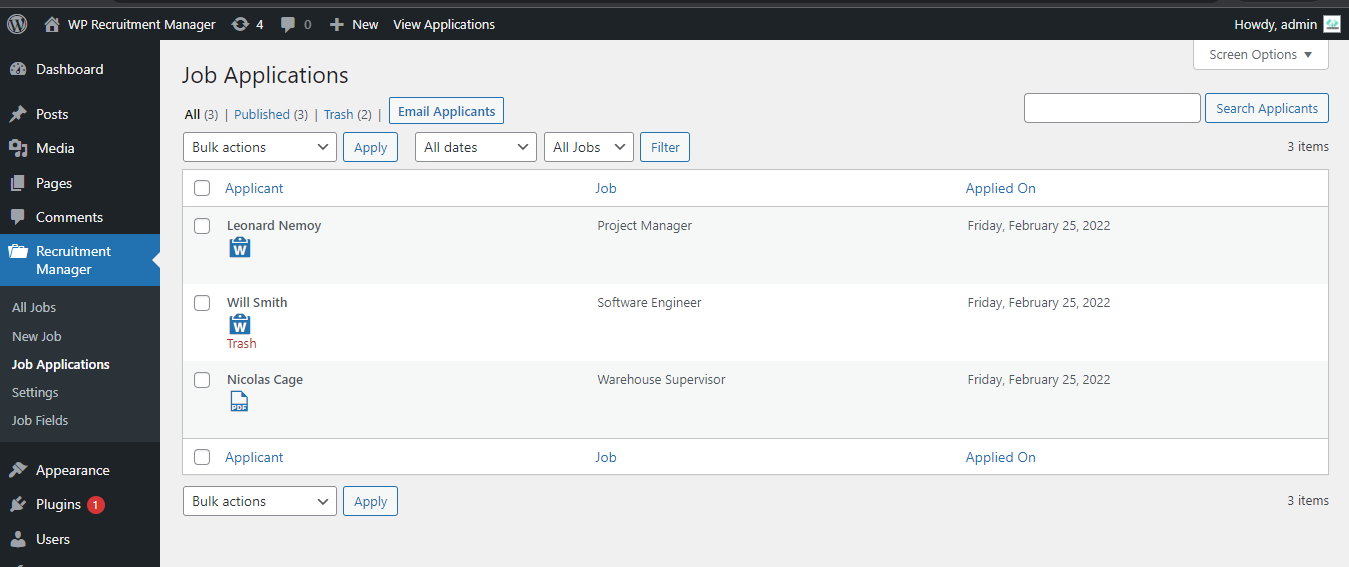 WP Recruitment Manager 4 0 New View Applications Howdy, admin
Dashboard
Posts
Media
Pages
Comments
Recruitment
Manager
All Jobs
New Job
Job Applications
Settings
Job Fields
Appearance
Plugins 1
Users
Screen Options
Job Applications
All (3) | Published (3) | Trash (2) | Email Applicants Search Applicants
Bulk actions Apply All dates All Jobs Filter 3 items
Applicant Job Applied On
Leonard Nemoy Project Manager Friday, February 25, 2022
W
Will Smith Software Engineer Friday, February 25, 2022
W
Trash
Nicolas Cage Warehouse Supervisor Friday, February 25, 2022
PDF
Applicant Job Applied On
Bulk actions Apply 3 items